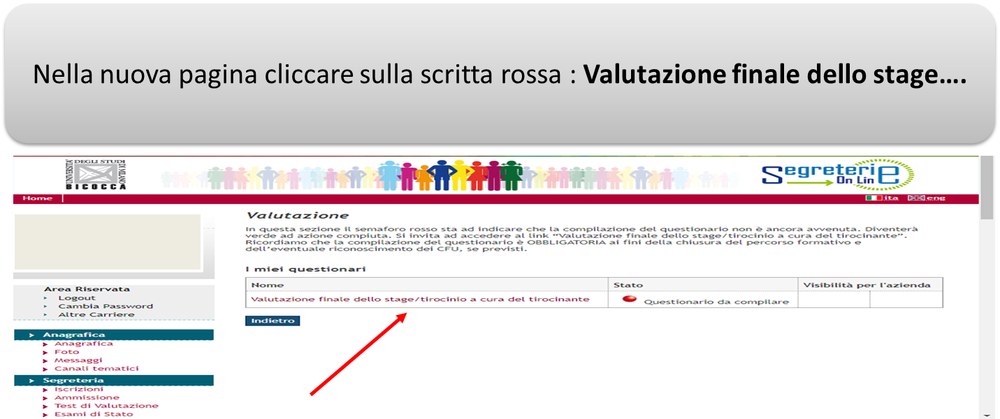 Nella nuova pagina cliccare sulla scritta rossa : Valutazione finale dello stage….
UNIVERSITA' DEGLI STUDI DI MILANO
BICOCCA
Segreterie
On Line
Home
ita eng
Valutazione
In questa sezione il semaforo rosso sta ad indicare che la compilazione del questionario non è ancora avvenuta. Diventerà
verde ad azione compiuta. Si invita ad accedere al link “Valutazione finale dello stage/tirocinio a cura del tirocinante”.
Ricordiamo che la compilazione del questionario è OBBLIGATORIA ai fini della chiusura del percorso formativo e
dell'eventuale riconoscimento dei CFU, se previsti.
I miei questionari
Nome Stato Visibilità per l'azienda
Valutazione finale dello stage/tirocinio a cura del tirocinante Questionario da compilare
Indietro
Area Riservata
Logout
Cambia Password
Altre Carriere
Anagrafica
Anagrafica
Foto
Messaggi
Canali tematici
Segreteria
Iscrizioni
Ammissione
Test di Valutazione
Esami di Stato